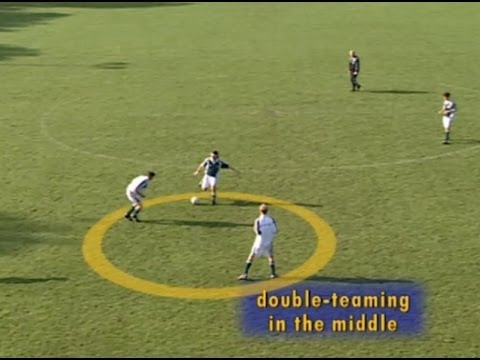 double-teaming
in the middle